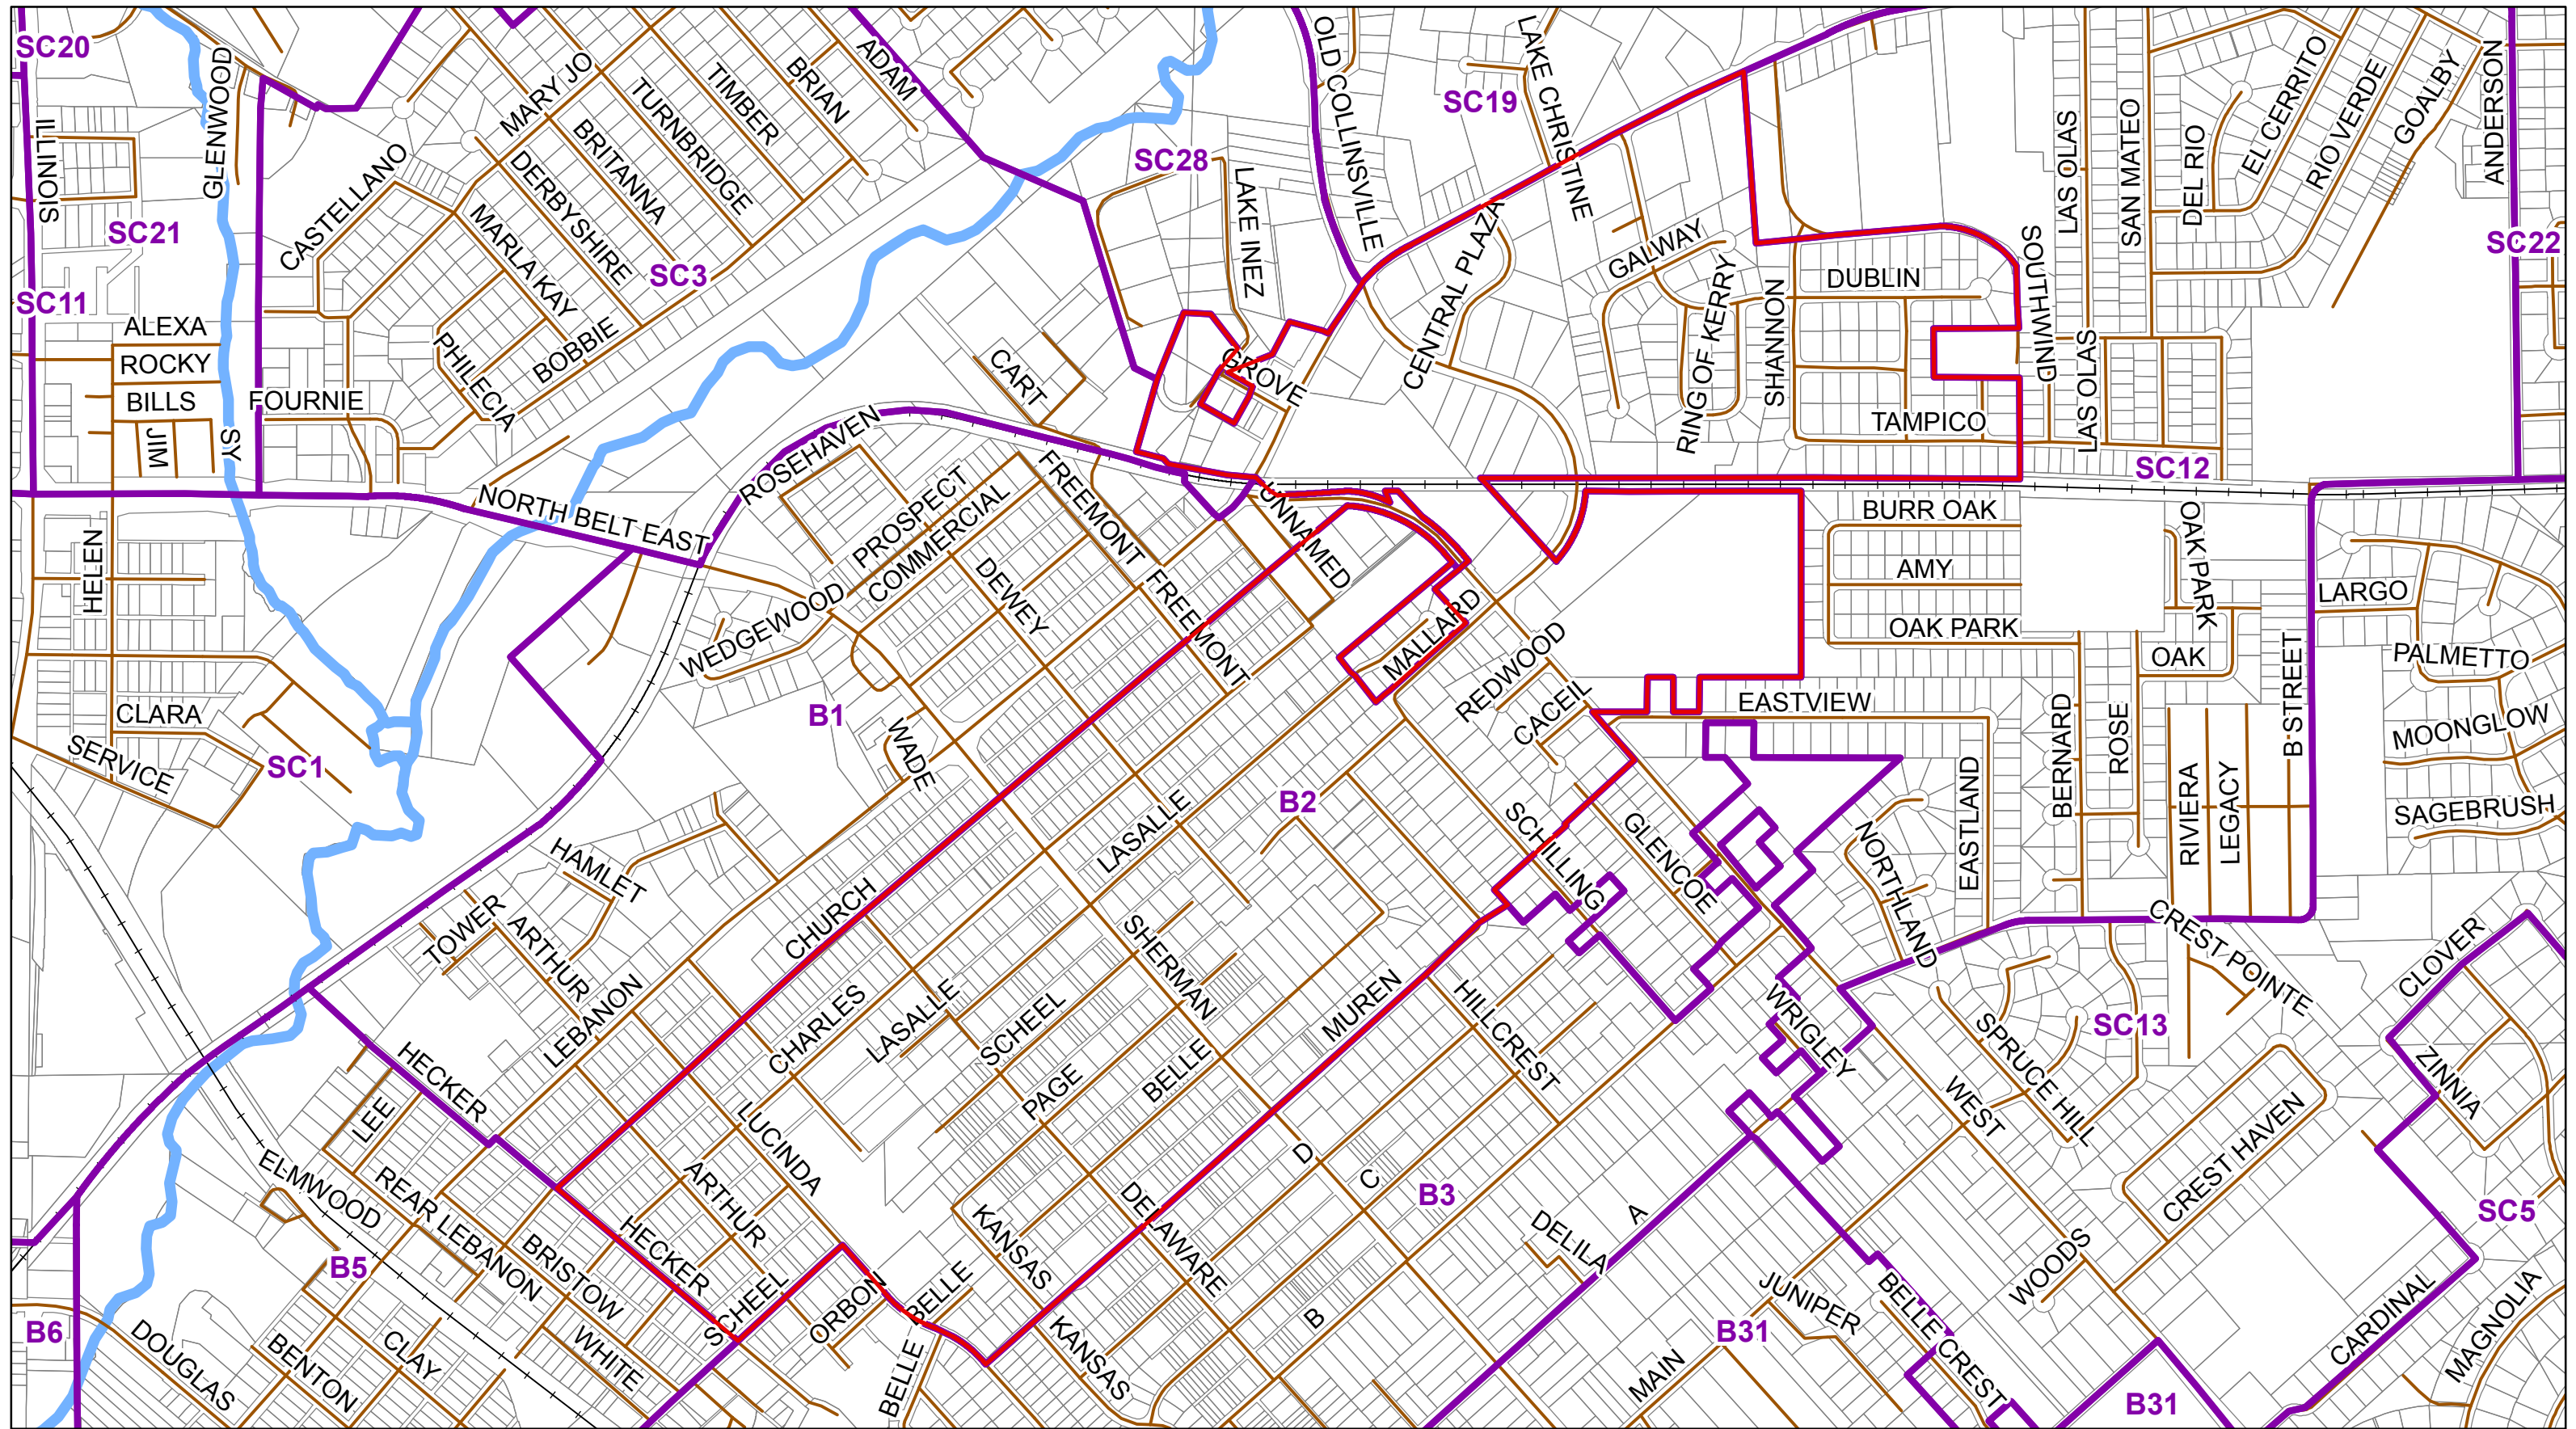 SC20
GLENWOOD
ADAM
OLD COLLINSVILLE
LAKE CHRISTINE
SC19
MARY JO
TIMBER
BRIAN
TURNBRIDGE
BRITANNA
ILLINOIS
SC21
CASTELLANO
DERBYSHIRE
MARLA KAY
SC3
SC28
LAKE INEZ
CENTRAL PLAZA
GALWAY
RING OF KERRY
SHANNON
DUBLIN
SOUTHWIND
LAS OLAS
SAN MATEO
DEL RIO
EL CERRITO
RIO VERDE
GOALBY
ANDERSON
SC22
SC11
ALEXA
ROCKY
BILLS
JIM
SY
FOURNIE
PHILECIA
BOBBIE
CART
GROVE
TAMPICO
LAS OLAS
SC12
NORTH BELT EAST
ROSEHAVEN
PROSPECT
COMMERCIAL
FREEMONT
UNNAMED
BURR OAK
AMY
OAK PARK
OAK PARK
OAK
B STREET
LARGO
PALMETTO
MOONGLOW
SAGEBRUSH
HELEN
CLARA
SERVICE
SC1
WEDGEWOOD
DEWEY
FREEMONT
FREEMONT
MALLARD
REDWOOD
CACEIL
EASTVIEW
BERNARD
ROSE
RIVIERA
LEGACY
EASTLAND
NORTHLAND
B1
WADE
B2
LASALLE
SCHILLING
GLENCOE
HAMLET
TOWER
ARTHUR
CHURCH
LEBANON
CHARLES
LASALLE
SCHEEL
SHERMAN
MUREN
HILLCREST
WRIGLEY
CREST POINTE
CLOVER
SC13
SPRUCE HILL
WEST
ZINNIA
HECKER
LEE
ELMWOOD
REAR LEBANON
LUCINDA
PAGE
BELLE
D
C
B3
A
DELILA
CREST HAVEN
SC5
B5
B6
BRISTOW
HECKER
ARTHUR
SCHEEL
ORBON
BELLE
KANSAS
DELAWARE
B
WOODS
JUNIPER
B31
BELLE CREST
CARDINAL
MAGNOLIA
DOUGLAS
BENTON
CLAY
WHITE
BELLE
KANSAS
MAIN
B31